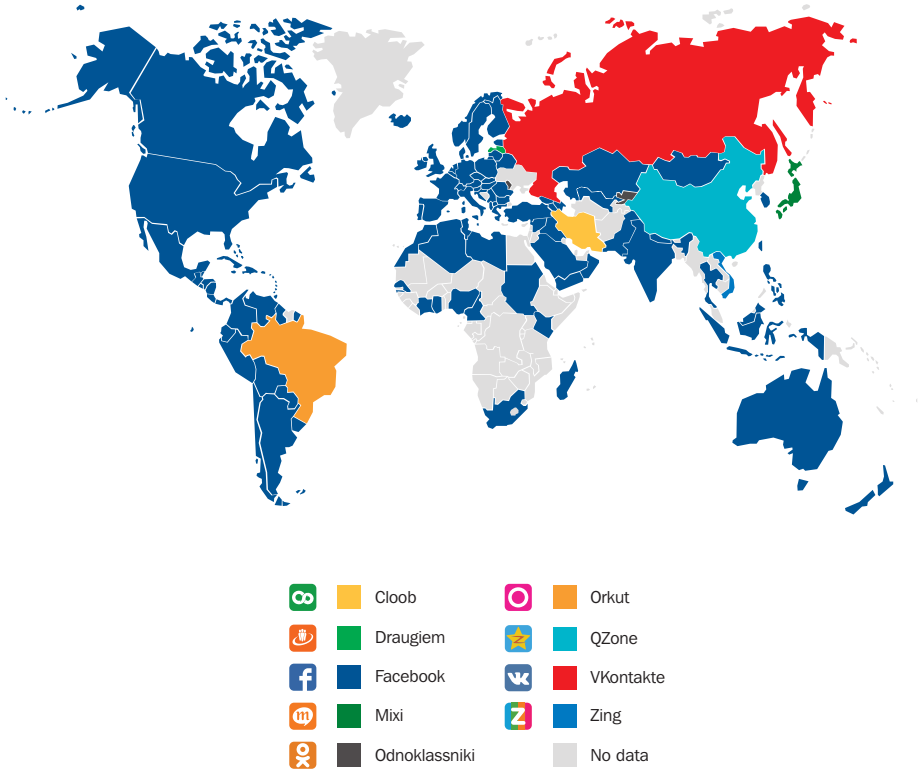 Cloob
Draugiem
Facebook
Mixi
Odnoklassniki
Orkut
QZone
VKontakte
Zing
No data